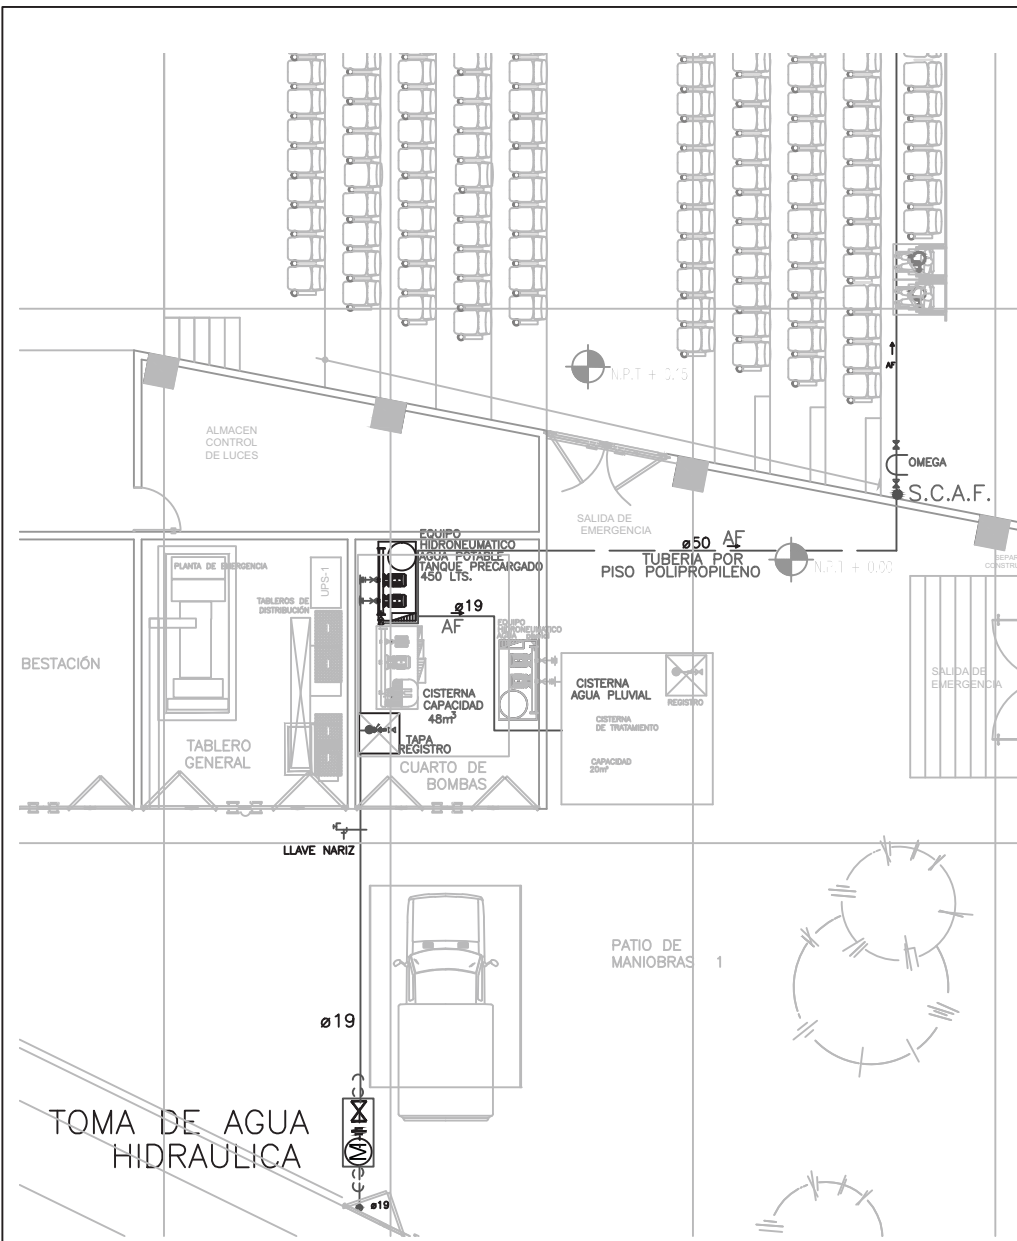 N.P.T + 0.15
AF
ALMACEN
CONTROL
DE LUCES
OMEGA
S.C.A.F.
SALIDA DE
EMERGENCIA
EQUIPO
HIDRONEUMATICO
AGUA POTABLE
TANQUE PRECARGADO
450 LTS.
ø50
AF
TUBERIA POR
PISO POLIPROPILENO
N.P.T + 0.00
PLANTA DE EMERGENCIA
UPS-1
TABLEROS DE
DISTRIBUCIÓN
ø19
AF
EQUIPO
HIDRONEUMATICO
BESTACIÓN
SALIDA DE
EMERGENCIA
CISTERNA
CAPACIDAD
48m³
CISTERNA
AGUA PLUVIAL
REGISTRO
CISTERNA
DE TRATAMIENTO
TABLERO
GENERAL
TAPA
REGISTRO
CUARTO DE
BOMBAS
CAPACIDAD
20m³
LLAVE NARIZ
PATIO DE
MANIOBRAS 1
ø19
TOMA DE AGUA
HIDRAULICA
M
ø19